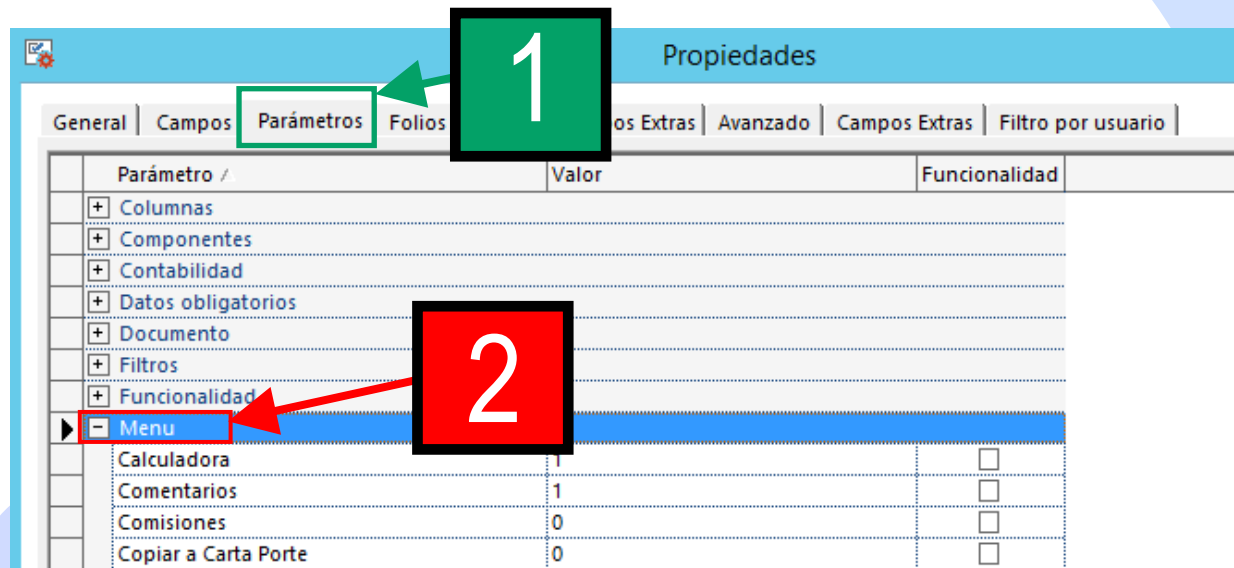 1
Propiedades
General Campos Parámetros Folios os Extras Avanzado Campos Extras Filtro por usuario
Parámetro Valor Funcionalidad
Columnas
Componentes
Contabilidad
Datos obligatorios
Documento
Filtros
Funcionalidad
2
Menu
Calculadora 1
Comentarios 1
Comisiones 0
Copiar a Carta Porte 0